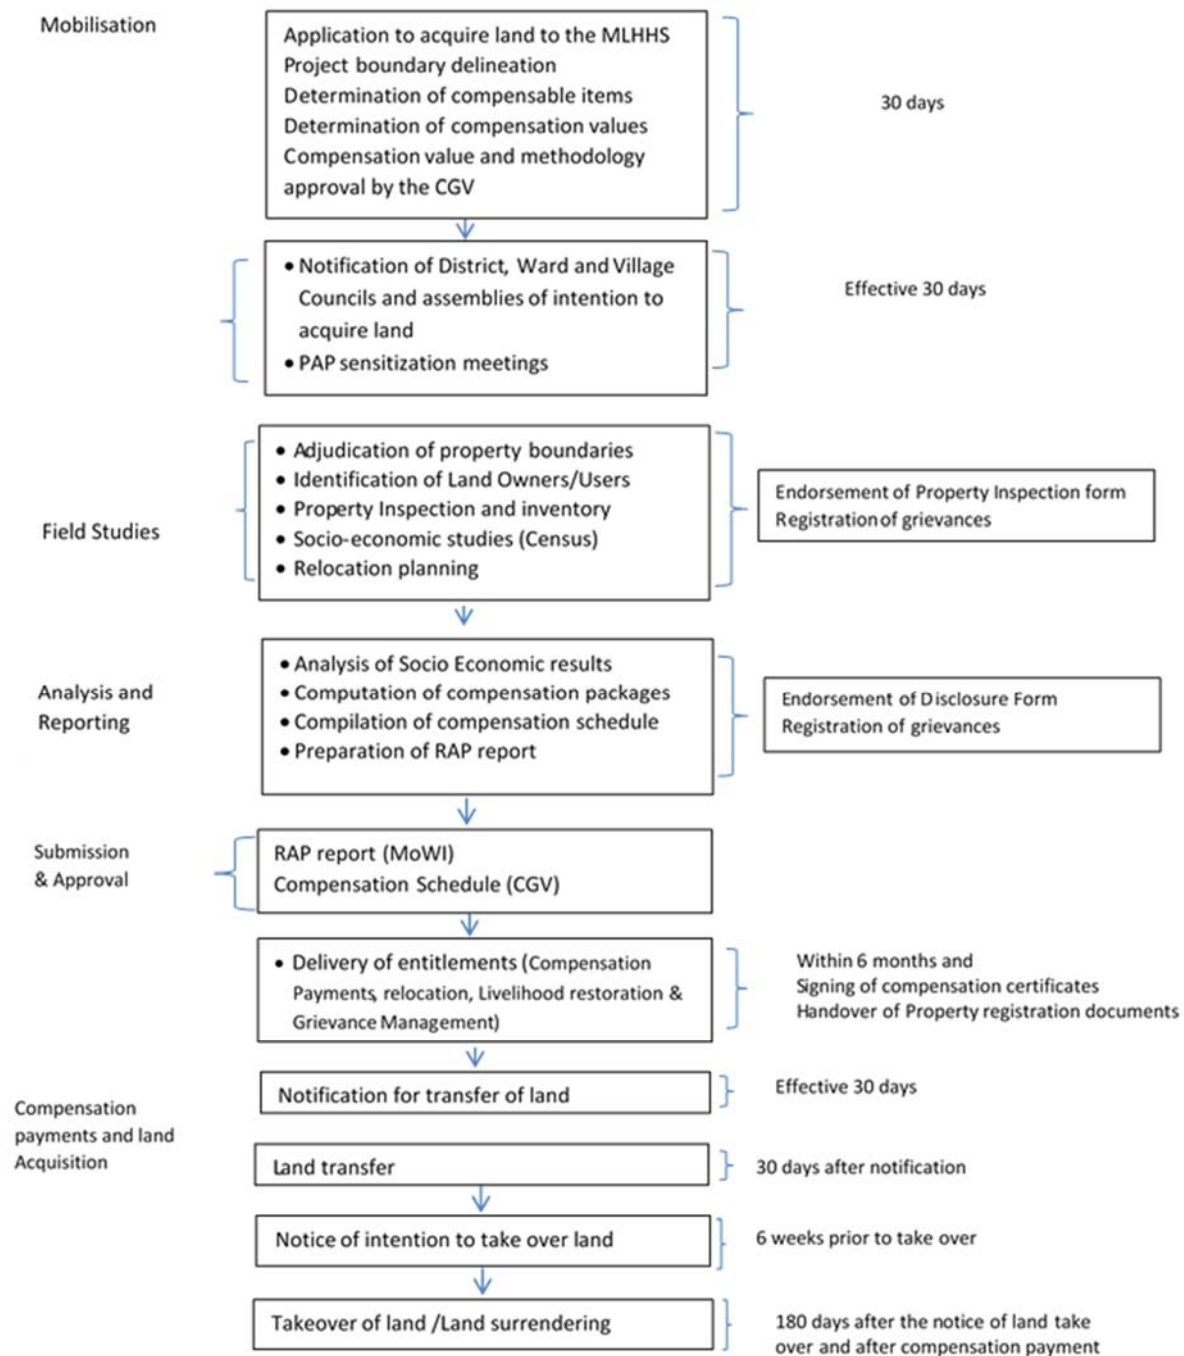 Mobilisation
Application to acquire land to the MLHHS
Project boundary delineation
Determination of compensable items
Determination of compensation values
Compensation value and methodology
approval by the CGV
30 days
• Notification of District, Ward and Village
Councils and assemblies of intention to
acquire land
• PAP sensitization meetings
Effective 30 days
Field Studies
• Adjudication of property boundaries
• Identification of Land Owners/Users
• Property Inspection and inventory
• Socio-economic studies (Census)
• Relocation planning
Endorsement of Property Inspection form
Registration of grievances
Analysis and
Reporting
• Analysis of Socio Economic results
• Computation of compensation packages
• Compilation of compensation schedule
• Preparation of RAP report
Endorsement of Disclosure Form
Registration of grievances
Submission
& Approval
RAP report (MoWI)
Compensation Schedule (CGV)
• Delivery of entitlements (Compensation
Payments, relocation, Livelihood restoration &
Grievance Management)
Within 6 months and
Signing of compensation certificates
Handover of Property registration documents
Compensation
payments and land
Acquisition
Notification for transfer of land
Effective 30 days
Land transfer
30 days after notification
Notice of intention to take over land
6 weeks prior to take over
Takeover of land /Land surrendering
180 days after the notice of land take
over and after compensation payment